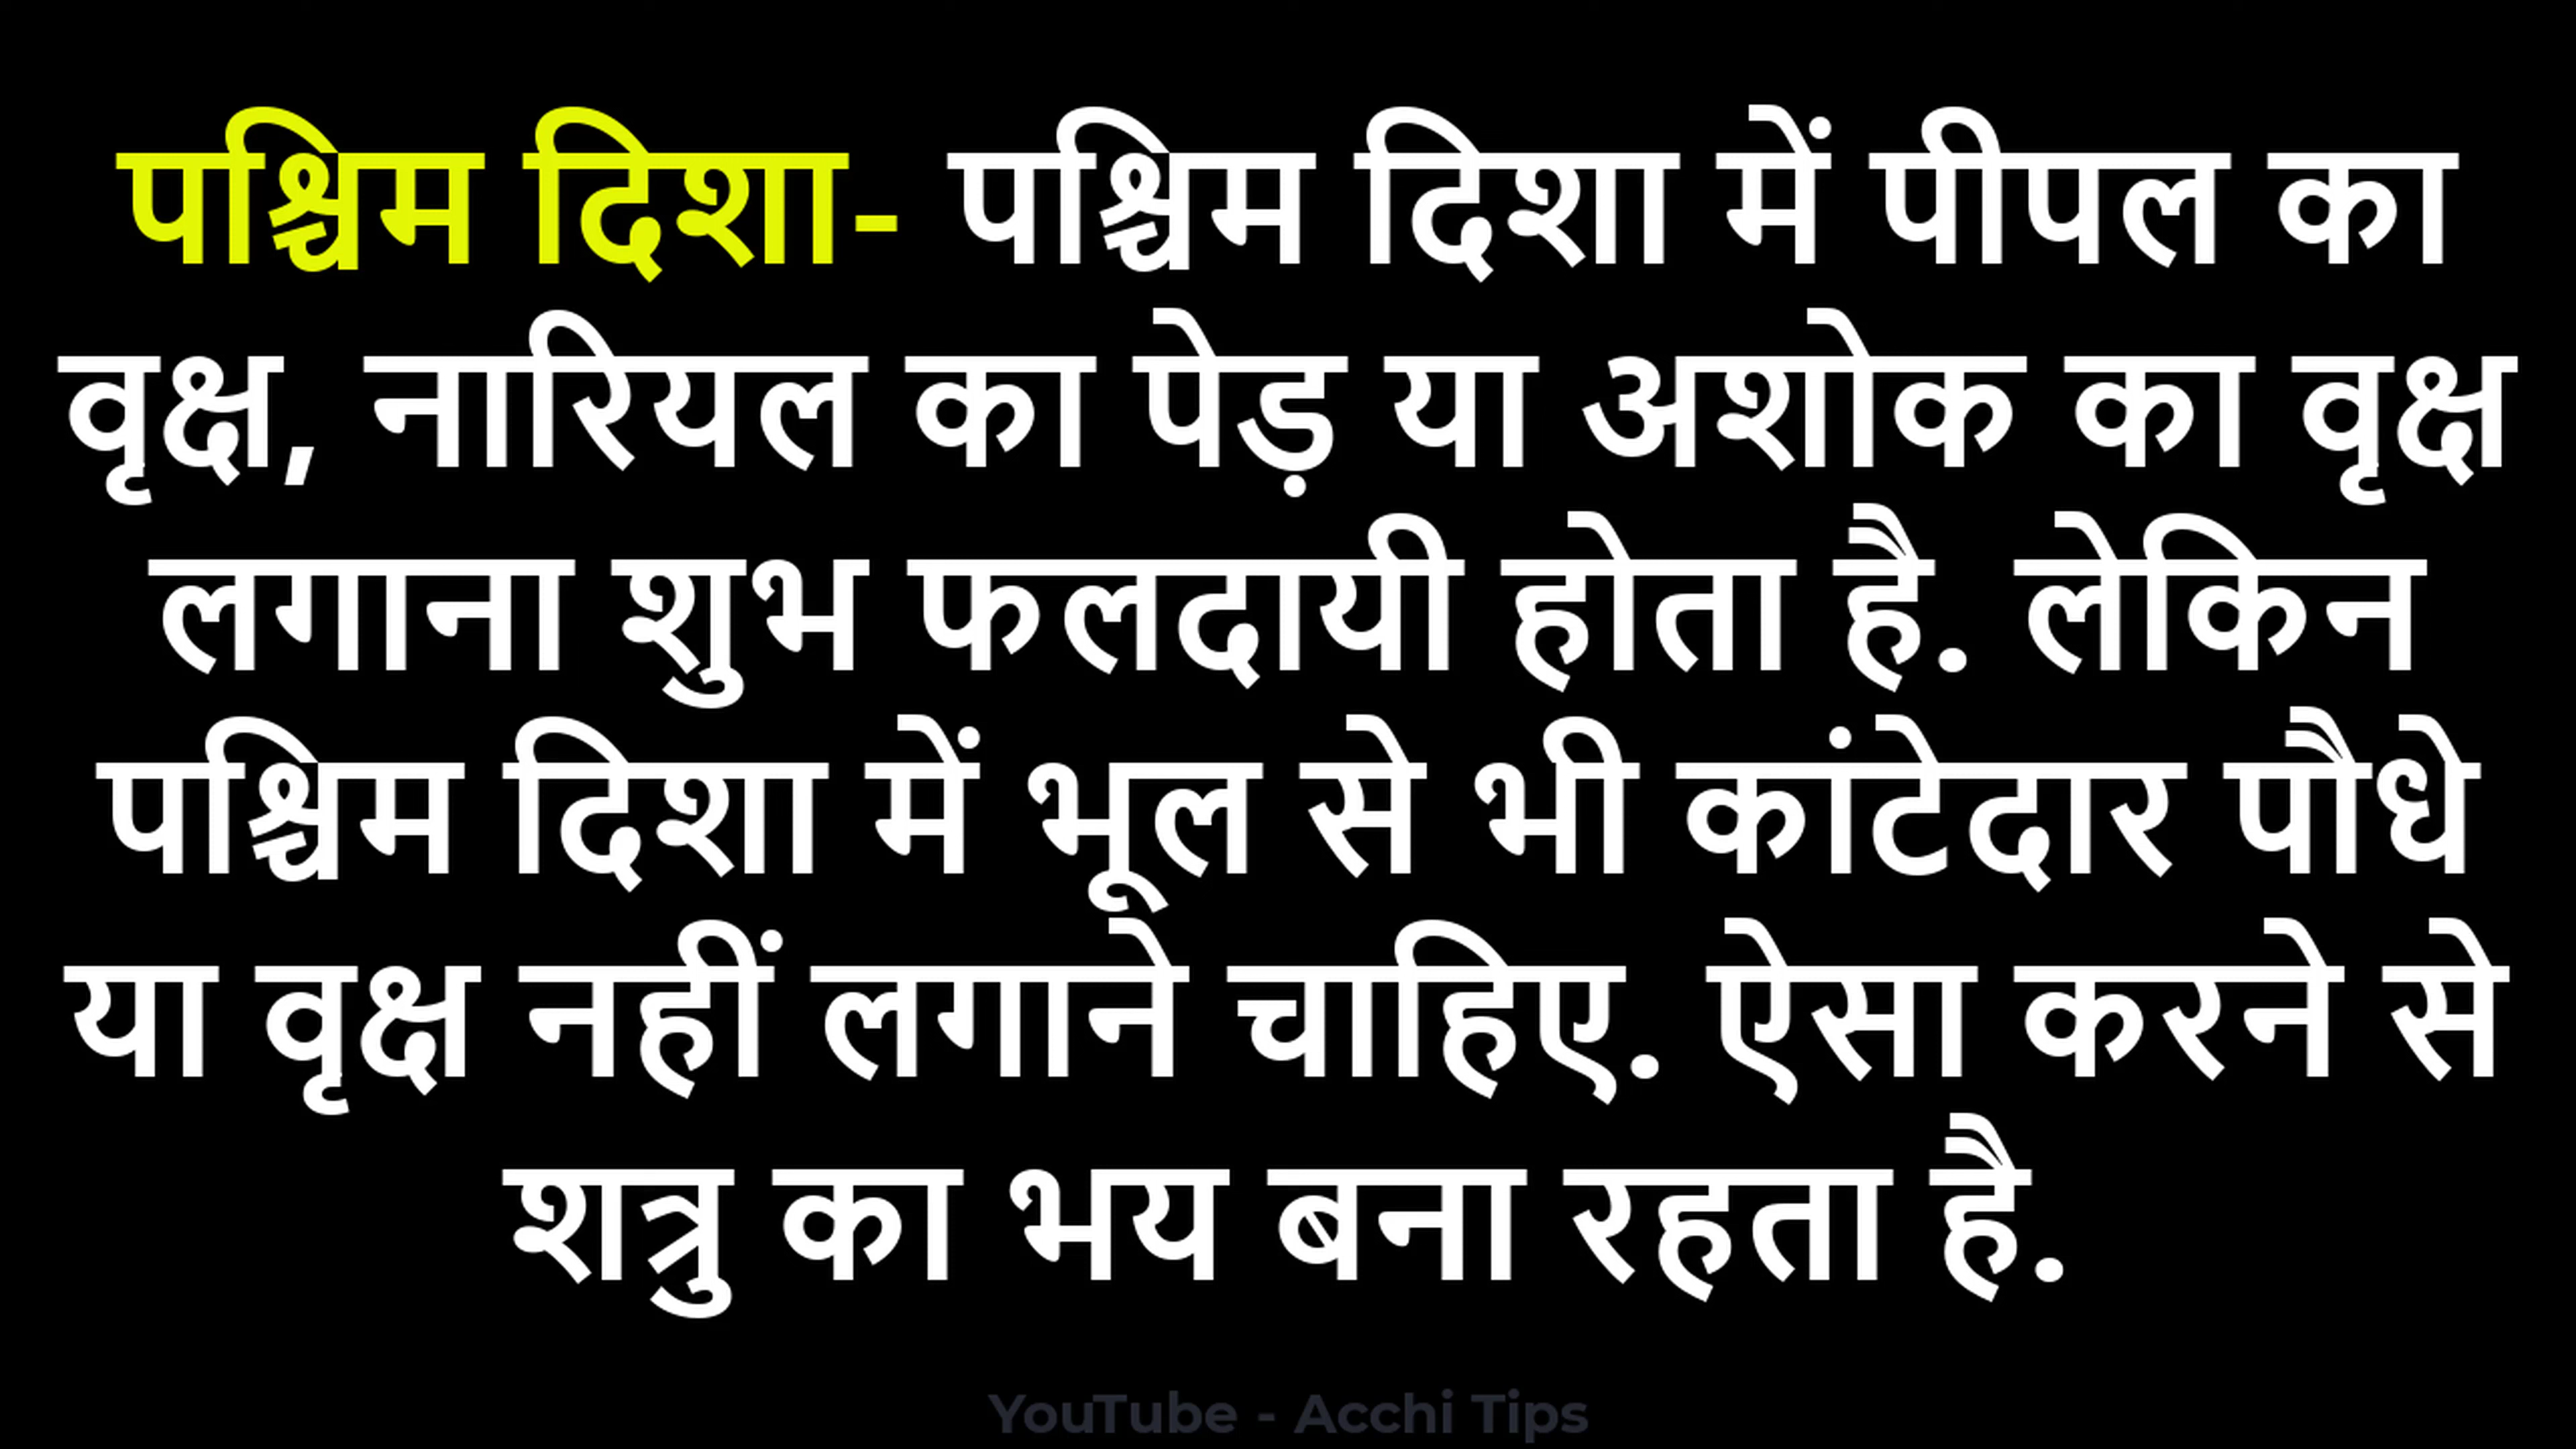 पश्चिम दिशा- पश्चिम दिशा में पीपल का
वृक्ष, नारियल का पेड़ या अशोक का वृक्ष
लगाना शुभ फलदायी होता है. लेकिन
पश्चिम दिशा में भूल से भी कांटेदार पौधे
या वृक्ष नहीं लगाने चाहिए. ऐसा करने से
शत्रु का भय बना रहता है.
YouTube - Acchi Tips